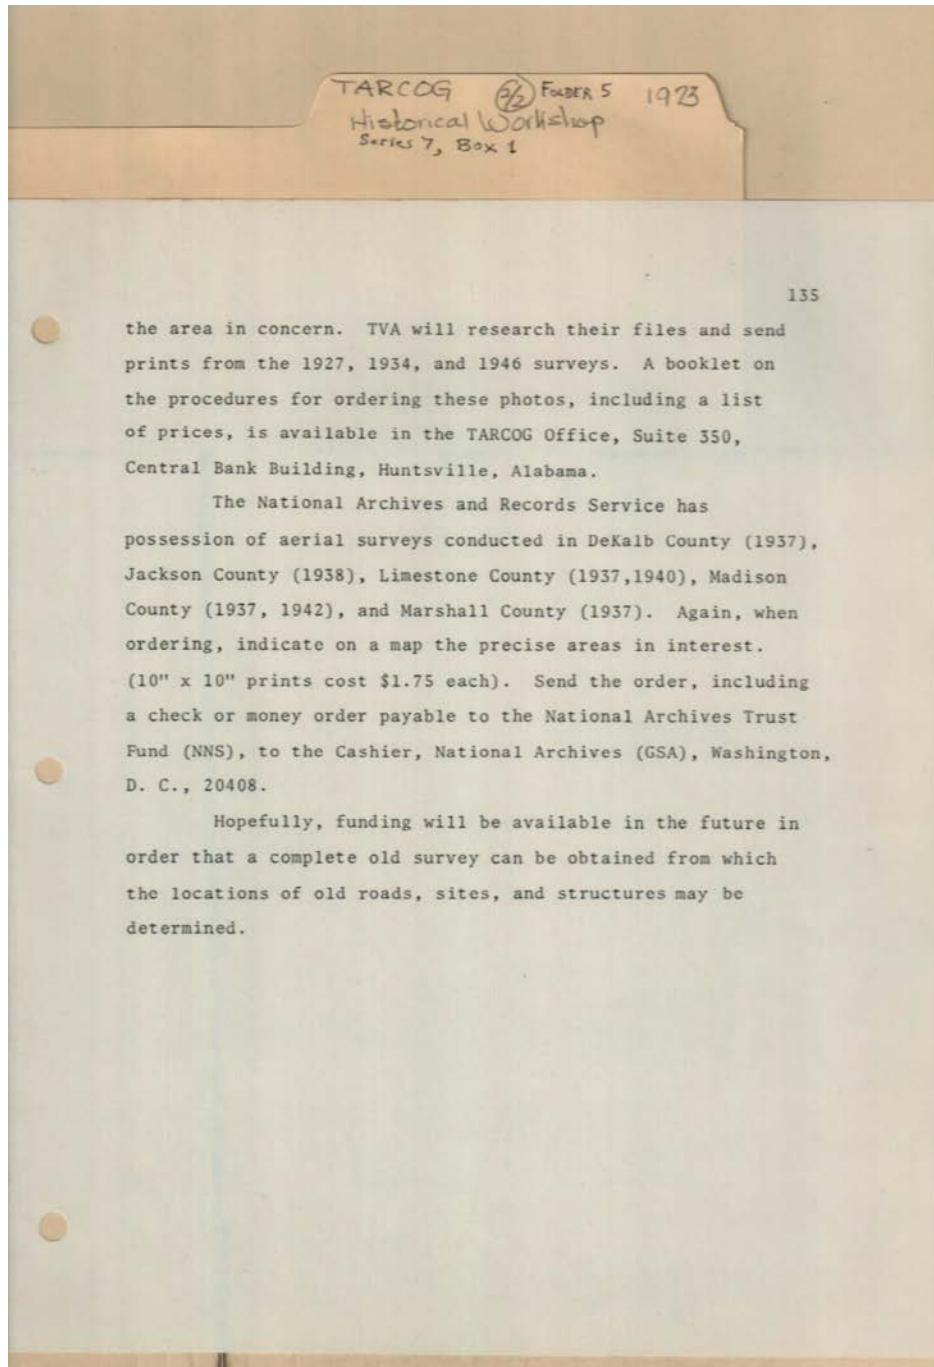 TARCOG 2/2 FOLDER 5 1973
Historical Workshop
Series 7, Box 1
135
the area in concern. TVA will research their files and send
prints from the 1927, 1934, and 1946 surveys. A booklet on
the procedures for ordering these photos, including a list
of prices, is available in the TARCOG Office, Suite 350,
Central Bank Building, Huntsville, Alabama.
The National Archives and Records Service has
possession of aerial surveys conducted in DeKalb County (1937),
Jackson County (1938), Limestone County (1937,1940), Madison
County (1937, 1942), and Marshall County (1937). Again, when
ordering, indicate on a map the precise areas in interest.
(10" x 10" prints cost $1.75 each). Send the order, including
a check or money order payable to the National Archives Trust
Fund (NNS), to the Cashier, National Archives (GSA), Washington,
D. C., 20408.
Hopefully, funding will be available in the future in
order that a complete old survey can be obtained from which
the locations of old roads, sites, and structures may be
determined.